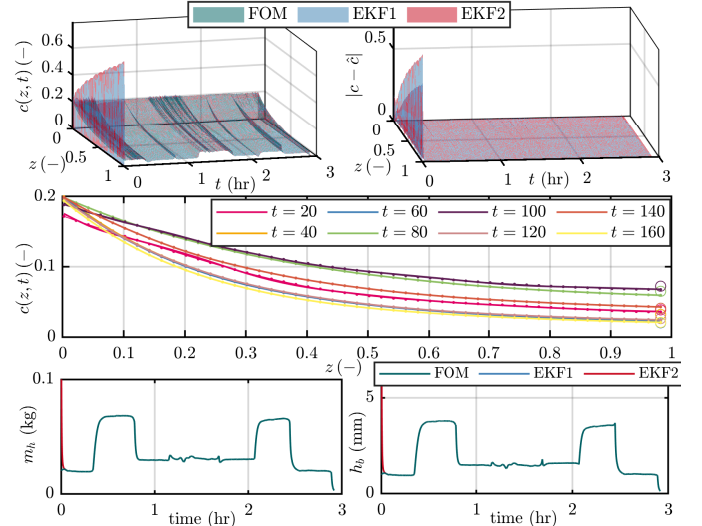 FOM EKF1 EKF2
c(z,t) (−)
0.6
0.4
0.2
0
0
0.5
1
z (−)
0 1 2 3
t (hr)
|c − ĉ|
0.5
0
0
0.5
1
z (−)
0 1 2 3
t (hr)
c(z,t) (−)
0.2
0.1
0
t = 20 t = 60 t = 100 t = 140
t = 40 t = 80 t = 120 t = 160
0 0.1 0.2 0.3 0.4 0.5 0.6 0.7 0.8 0.9 1
z (−)
FOM EKF1 EKF2
m_h (kg)
0.1
0
0 1 2 3
time (hr)
h_b (mm)
5
0
0 1 2 3
time (hr)